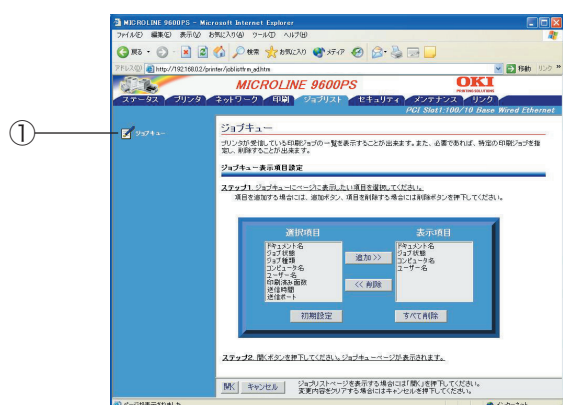 MICROLINE 9600PS - Microsoft Internet Explorer
ファイル(F) 編集(E) 表示(V) お気に入り(A) ツール(T) ヘルプ(H)
戻る 検索 お気に入り メディア
アドレス(D) http://192.168.0.2/printer/joblistfrm_ad.htm 移動 リンク
MICROLINE 9600PS OKI
PRINTING SOLUTIONS
ステータス プリンタ ネットワーク 印刷 ジョブリスト セキュリティ メンテナンス リンク
PCI Slot1:100/10 Base Wired Ethernet
① ジョブキュー
ジョブキュー
プリンタが受信している印刷ジョブの一覧を表示することが出来ます。また、必要であれば、特定の印刷ジョブを指
定し、削除することが出来ます。
ジョブキュー表示項目設定
ステップ1. ジョブキューにページに表示したい項目を選択してください。
項目を追加する場合には、追加ボタン、項目を削除する場合には削除ボタンを押下してください。
選択項目 表示項目
ドキュメント名 ドキュメント名
ジョブ状態 ジョブ状態
ジョブ種類 コンピュータ名
コンピュータ名 ユーザー名
ユーザー名
印刷済み面数
送信時間
送信ポート
追加 >>
<< 削除
初期設定 すべて削除
ステップ2. 開くボタンを押下してください。ジョブキューページが表示されます。
開く キャンセル ジョブリストページを表示する場合には「開く」を押下してください。
変更内容をクリアする場合にはキャンセルを押下してください。
ページが表示されました インターネット